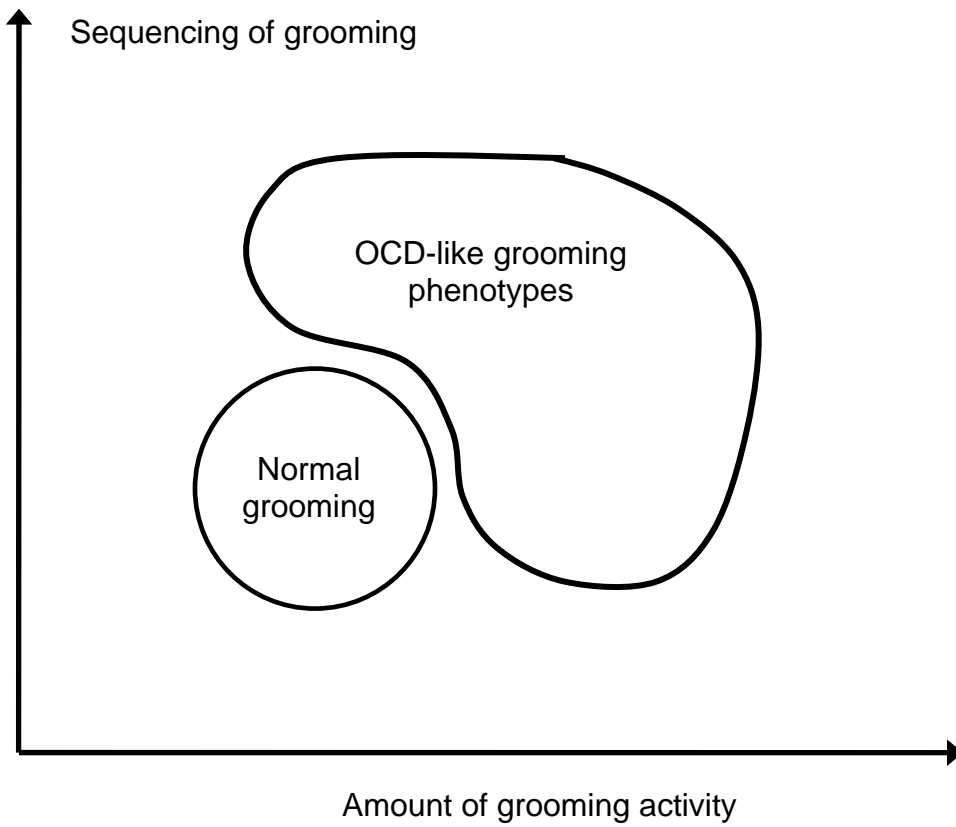 Sequencing of grooming
OCD-like grooming
phenotypes
Normal
grooming
Amount of grooming activity